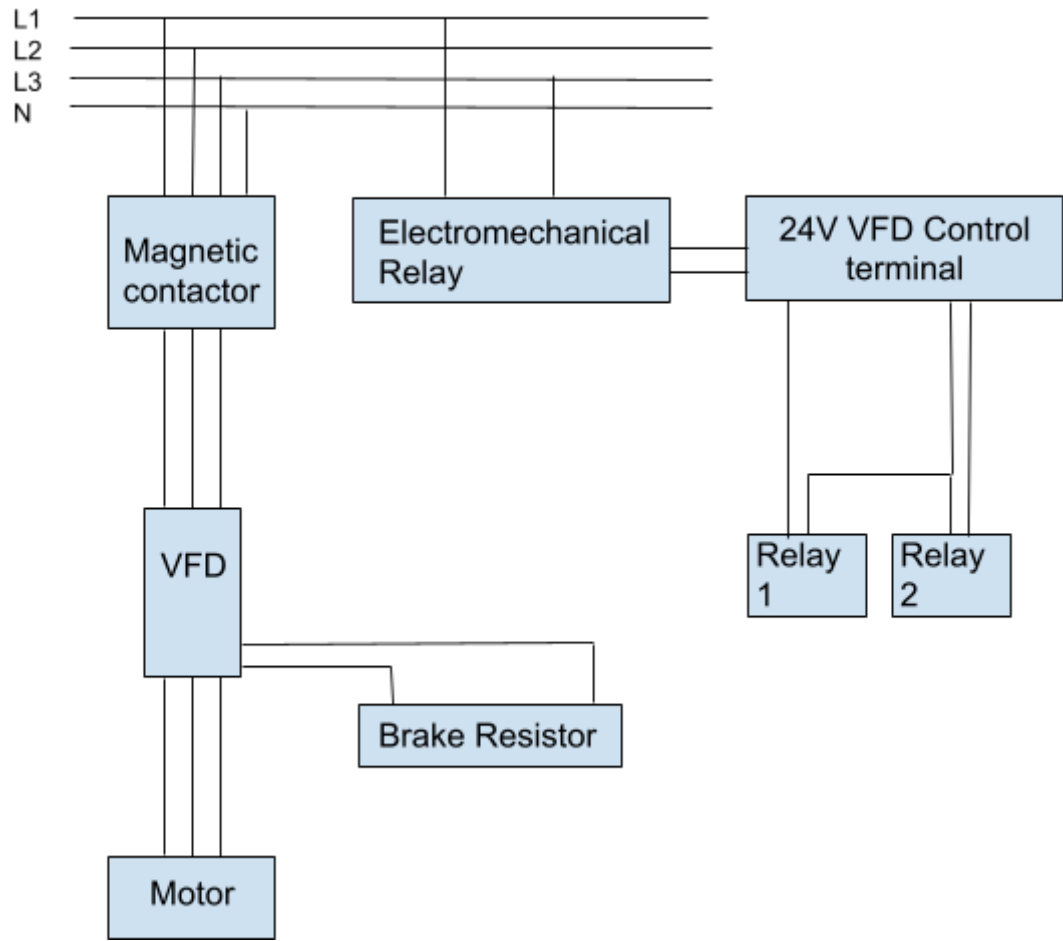 L1
L2
L3
N
Magnetic
contactor
Electromechanical
Relay
24V VFD Control
terminal
VFD
Relay
1
Relay
2
Brake Resistor
Motor